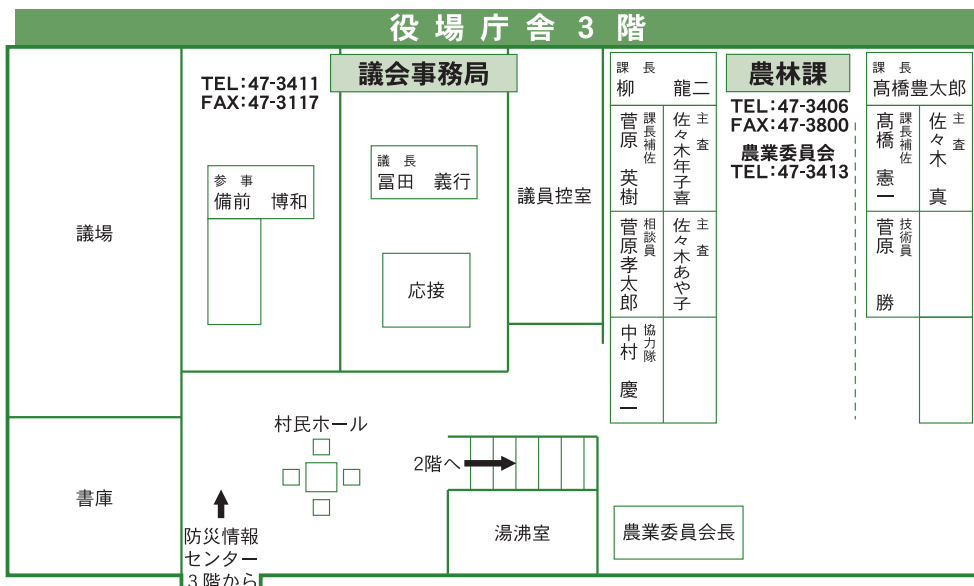 役場庁舎3階
議場
TEL:47-3411
FAX:47-3117
議会事務局
参事
備前 博和
議長
冨田 義行
応接
議員控室
課長
柳 龍二
課長補佐
菅原 英樹
主査
佐々木年子喜
相談員
菅原孝太郎
主査
佐々木あや子
協力隊
中村 慶一
農林課
TEL:47-3406
FAX:47-3800
農業委員会
TEL:47-3413
課長
髙橋豊太郎
課長補佐
髙橋 憲一
主査
佐々木 真
技術員
菅原 勝
書庫
村民ホール
防災情報
センター
3階から
2階へ
湯沸室
農業委員会長